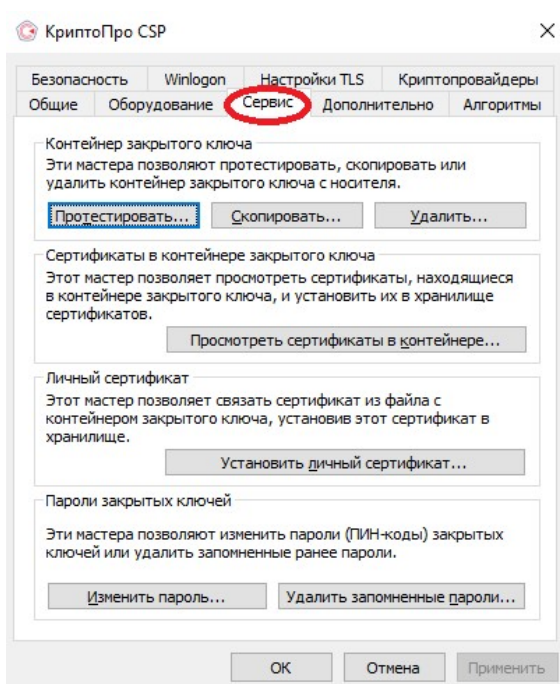 КриптоПро CSP
Безопасность Winlogon Настройки TLS Криптопровайдеры
Общие Оборудование Сервис Дополнительно Алгоритмы
Контейнер закрытого ключа
Эти мастера позволяют протестировать, скопировать или
удалить контейнер закрытого ключа с носителя.
Протестировать... Скопировать... Удалить...
Сертификаты в контейнере закрытого ключа
Этот мастер позволяет просмотреть сертификаты, находящиеся
в контейнере закрытого ключа, и установить их в хранилище
сертификатов.
Просмотреть сертификаты в контейнере...
Личный сертификат
Этот мастер позволяет связать сертификат из файла с
контейнером закрытого ключа, установив этот сертификат в
хранилище.
Установить личный сертификат...
Пароли закрытых ключей
Эти мастера позволяют изменить пароли (ПИН-коды) закрытых
ключей или удалить запомненные ранее пароли.
Изменить пароль... Удалить запомненные пароли...
ОК Отмена Применить